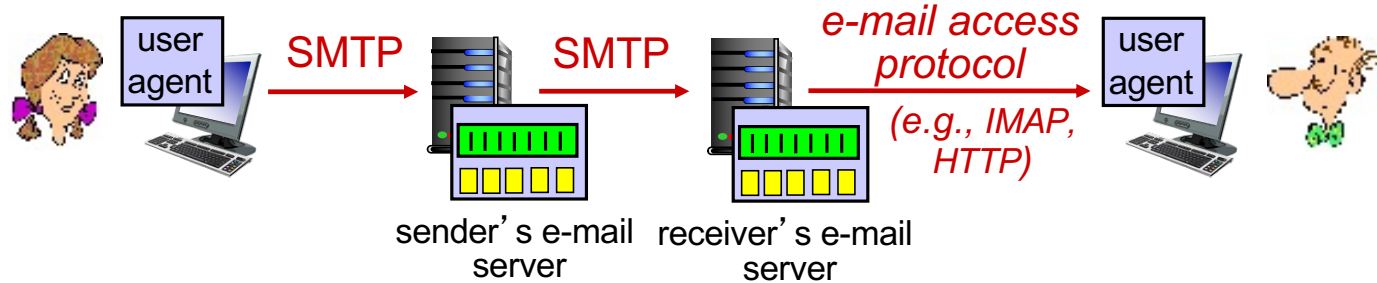 user
agent
SMTP
SMTP
e-mail access
protocol
(e.g., IMAP,
HTTP)
user
agent
sender's e-mail
server
receiver's e-mail
server